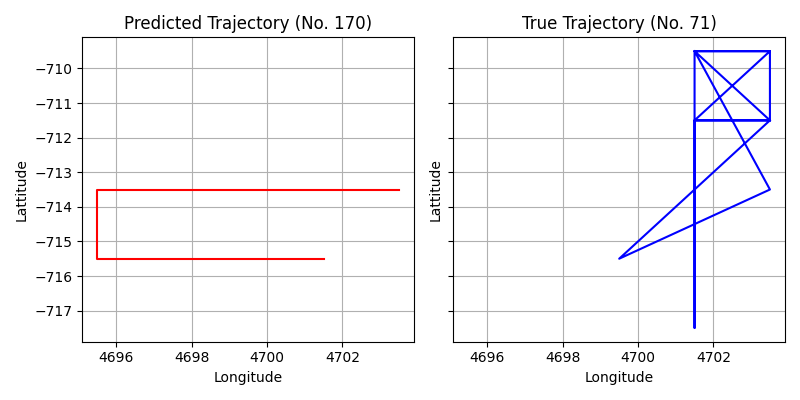 Predicted Trajectory (No. 170)
Lattitude
−710
−711
−712
−713
−714
−715
−716
−717
4696 4698 4700 4702
Longitude
True Trajectory (No. 71)
Lattitude
4696 4698 4700 4702
Longitude